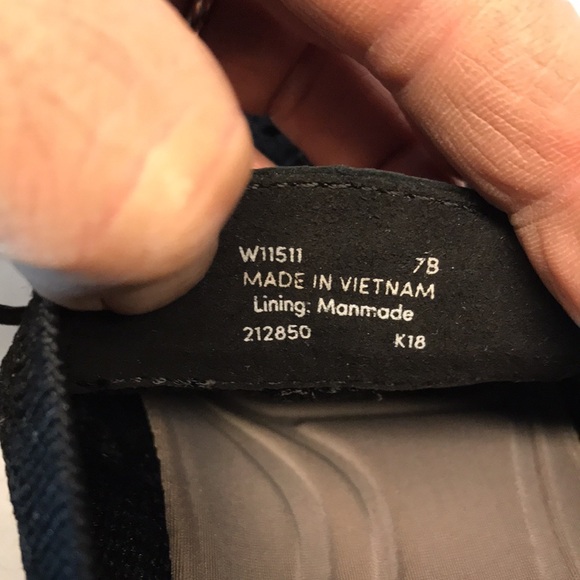 W11511 7B
MADE IN VIETNAM
Lining: Manmade
212850 K18